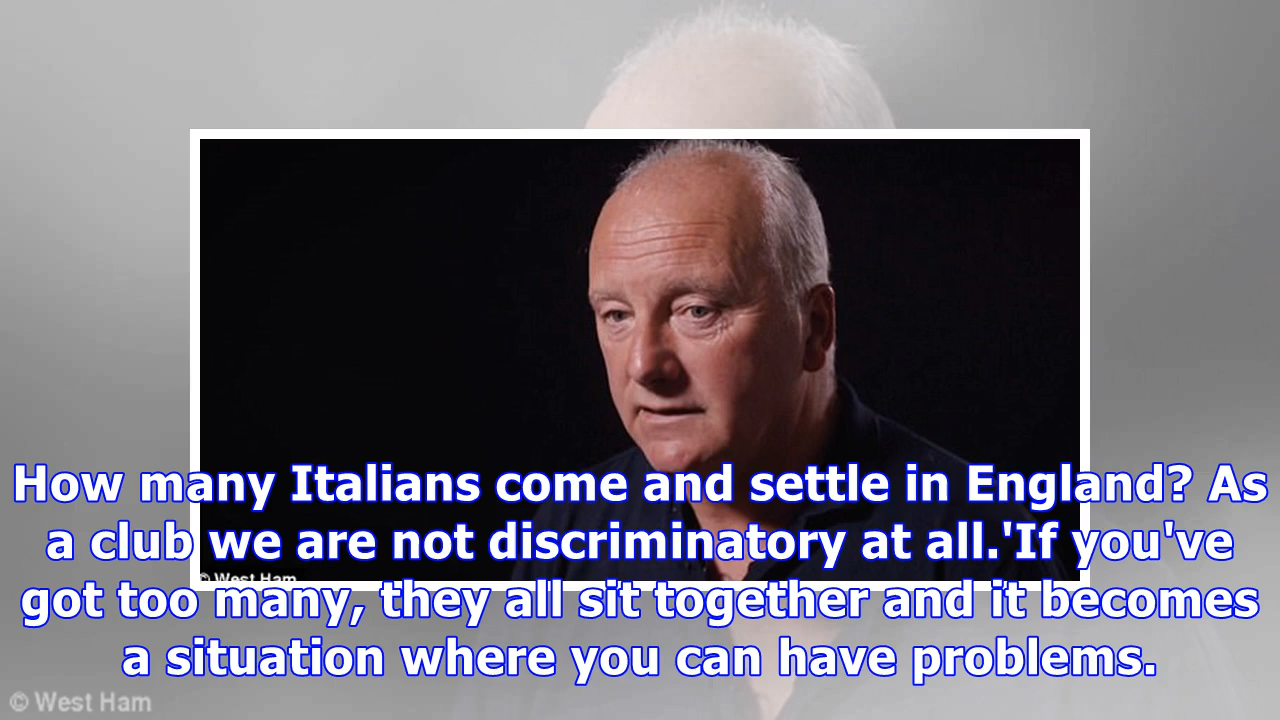 How many Italians come and settle in England? As
a club we are not discriminatory at all.'If you've
© West Ham
got too many, they all sit together and it becomes
a situation where you can have problems.
© West Ham